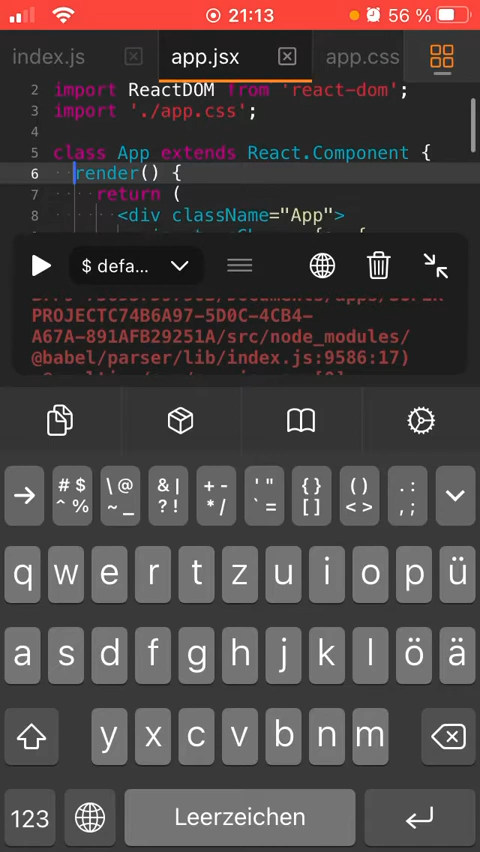 21:13
56 %
index.js
app.jsx
app.css
2 import ReactDOM from 'react-dom';
3 import './app.css';
4
5 class App extends React.Component {
6 render() {
7 return (
8 <div className="App">
$ defa...
PROJECTC74B6A97-5D0C-4CB4-
A67A-891AFB29251A/src/node_modules/
@babel/parser/lib/index.js:9586:17)
→ # $ \ @ & | + - ' " { } ( ) . :
^ % ~ _ ? ! * / ` = [ ] < > , ;
q w e r t z u i o p ü
a s d f g h j k l ö ä
y x c v b n m
123 Leerzeichen